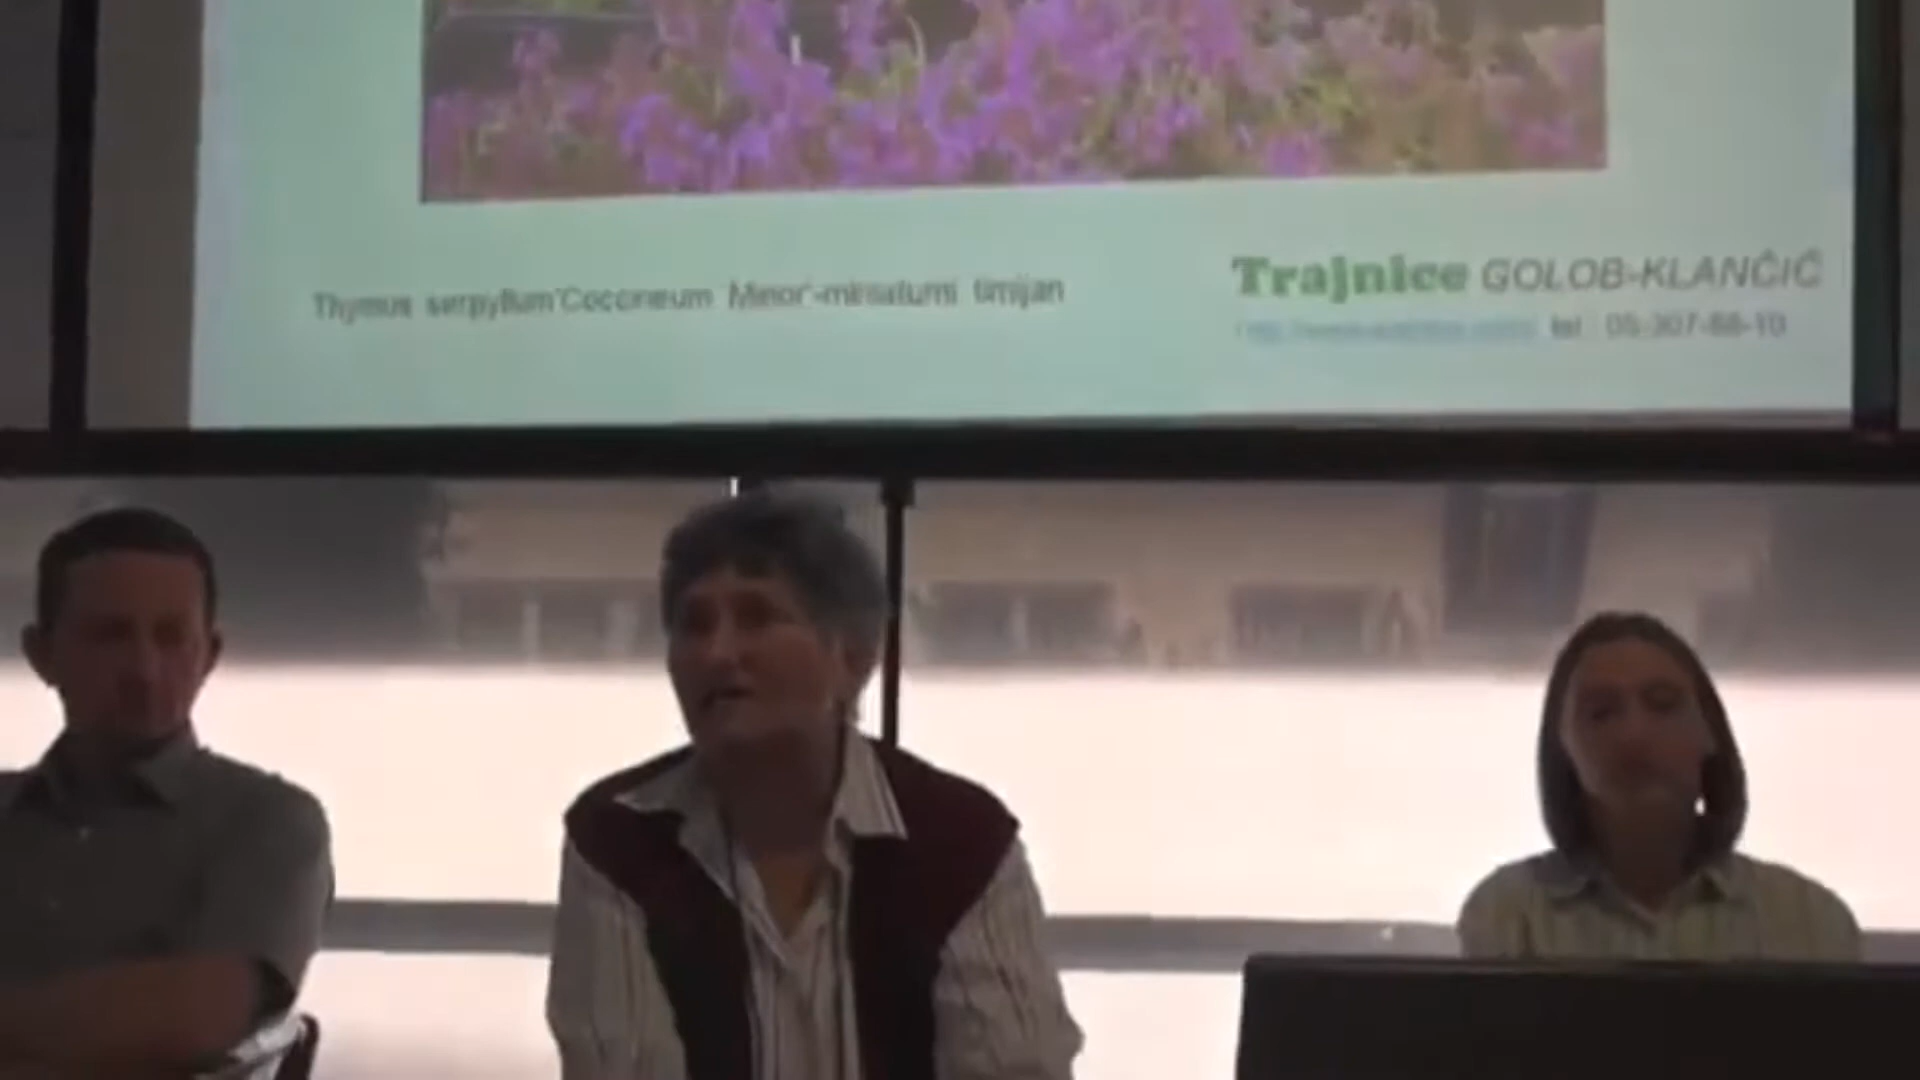 Thymus serpyllum'Coccineum Minor'-miniaturni timijan
Trajnice GOLOB-KLANČIČ
tel : 05-307-88-10